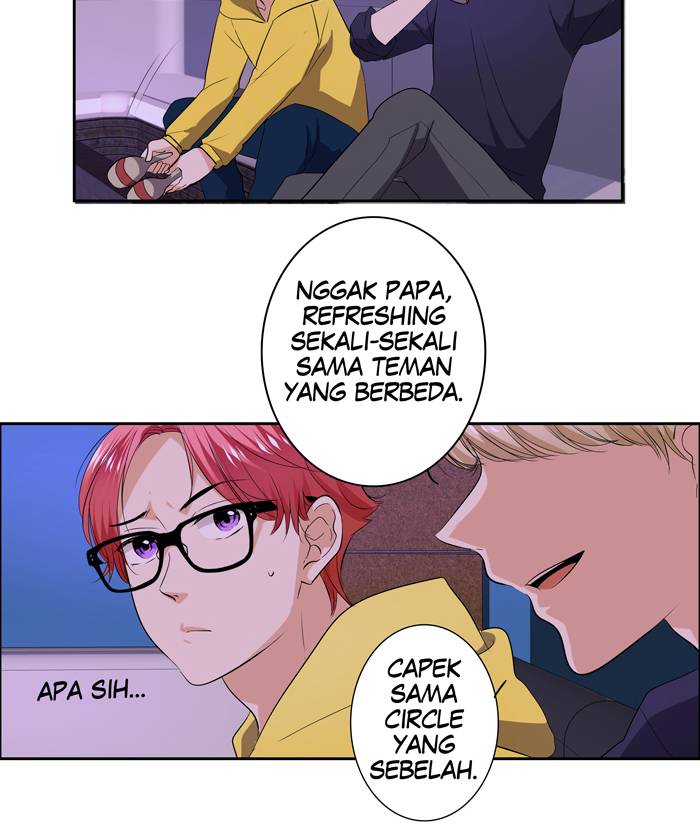 NGGAK PAPA,
REFRESHING
SEKALI-SEKALI
SAMA TEMAN
YANG BERBEDA.
APA SIH...
CAPEK
SAMA
CIRCLE
YANG
SEBELAH.